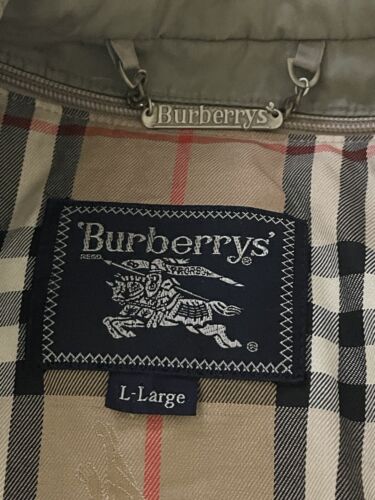 Burberrys
'Burberrys'
REGD.
®
PRORSUM
®
L-Large